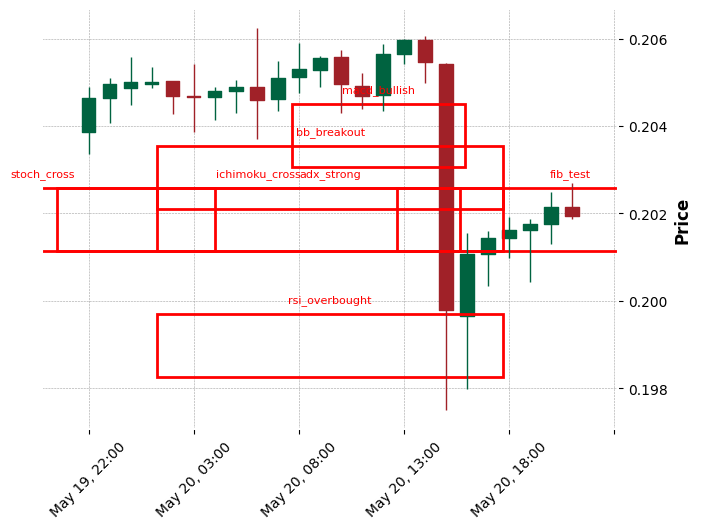 0.206
macd_bullish
0.204
bb_breakout
stoch_cross
ichimoku_cross
adx_strong
fib_test
0.202
Price
rsi_overbought
0.200
0.198
May 19, 22:00
May 20, 03:00
May 20, 08:00
May 20, 13:00
May 20, 18:00